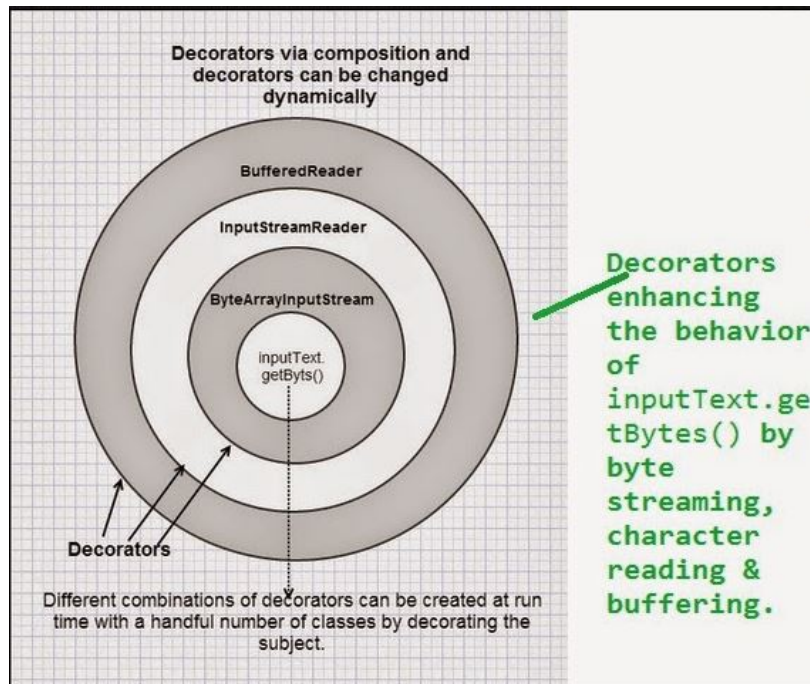 Decorators via composition and
decorators can be changed
dynamically
BufferedReader
InputStreamReader
ByteArrayInputStream
inputText.
getByts()
Decorators
Different combinations of decorators can be created at run
time with a handful number of classes by decorating the
subject.
Decorators
enhancing
the behavior
of
inputText.ge
tBytes() by
byte
streaming,
character
reading &
buffering.